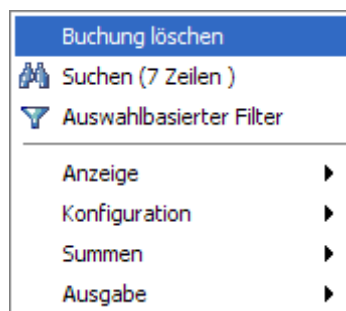 Buchung löschen
Suchen (7 Zeilen )
Auswahlbasierter Filter
Anzeige
Konfiguration
Summen
Ausgabe